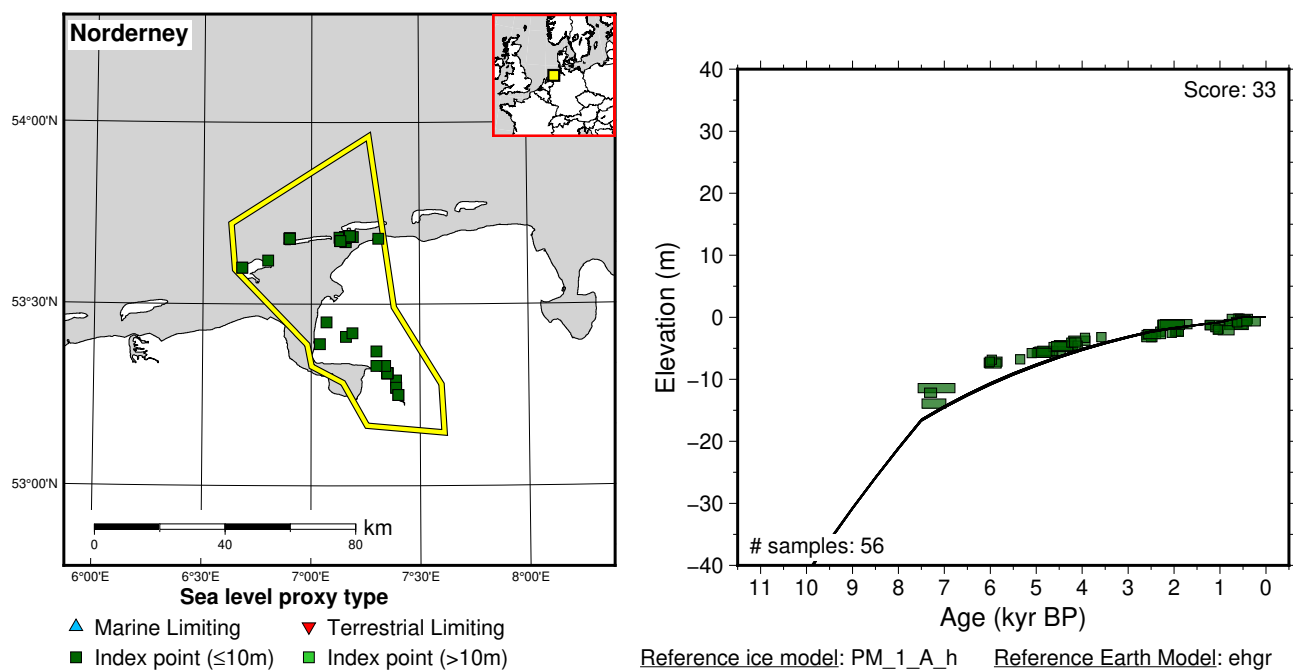 Norderney
54°00'N
53°30'N
53°00'N
km
0 40 80
6°00'E 6°30'E 7°00'E 7°30'E 8°00'E
Sea level proxy type
Marine Limiting
Terrestrial Limiting
Index point (≤10m)
Index point (>10m)
Score: 33
40
30
20
10
0
−10
−20
−30
−40
Elevation (m)
# samples: 56
11 10 9 8 7 6 5 4 3 2 1 0
Age (kyr BP)
Reference ice model: PM_1_A_h Reference Earth Model: ehgr